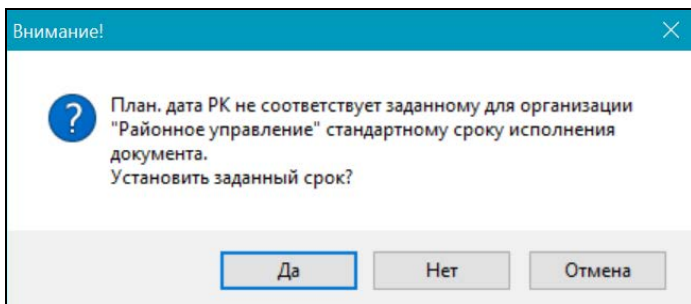 Внимание!
План. дата РК не соответствует заданному для организации
"Районное управление" стандартному сроку исполнения
документа.
Установить заданный срок?
Да
Нет
Отмена